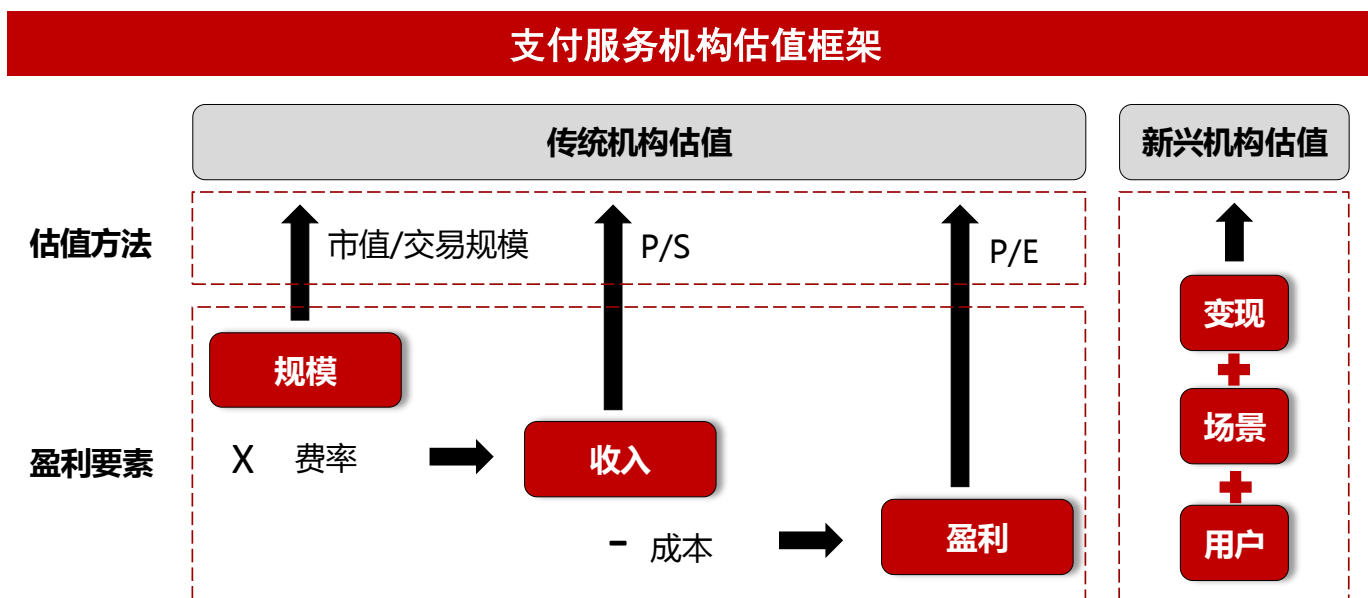 支付服务机构估值框架
传统机构估值
新兴机构估值
估值方法
市值/交易规模
P/S
P/E
盈利要素
规模
X 费率
收入
- 成本
盈利
变现
场景
用户